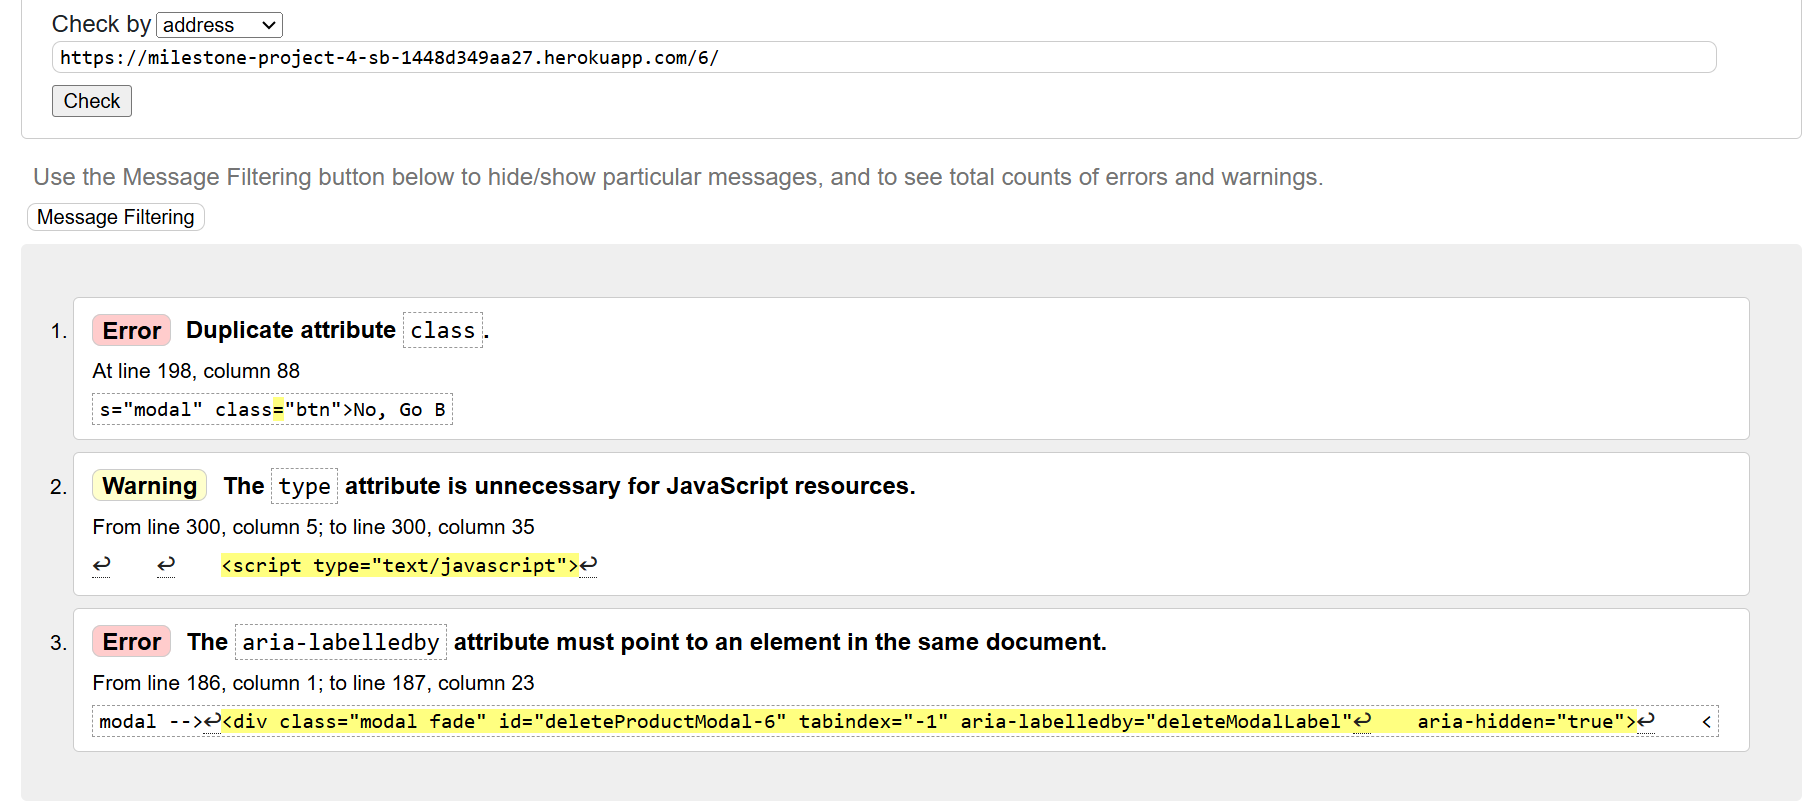 Check by address
https://milestone-project-4-sb-1448d349aa27.herokuapp.com/6/
Check
Use the Message Filtering button below to hide/show particular messages, and to see total counts of errors and warnings.
Message Filtering
1. Error Duplicate attribute class.
At line 198, column 88
s="modal" class="btn">No, Go B
2. Warning The type attribute is unnecessary for JavaScript resources.
From line 300, column 5; to line 300, column 35
↩ ↩ <script type="text/javascript">↩
3. Error The aria-labelledby attribute must point to an element in the same document.
From line 186, column 1; to line 187, column 23
modal -->↩<div class="modal fade" id="deleteProductModal-6" tabindex="-1" aria-labelledby="deleteModalLabel"↩ aria-hidden="true">↩ <